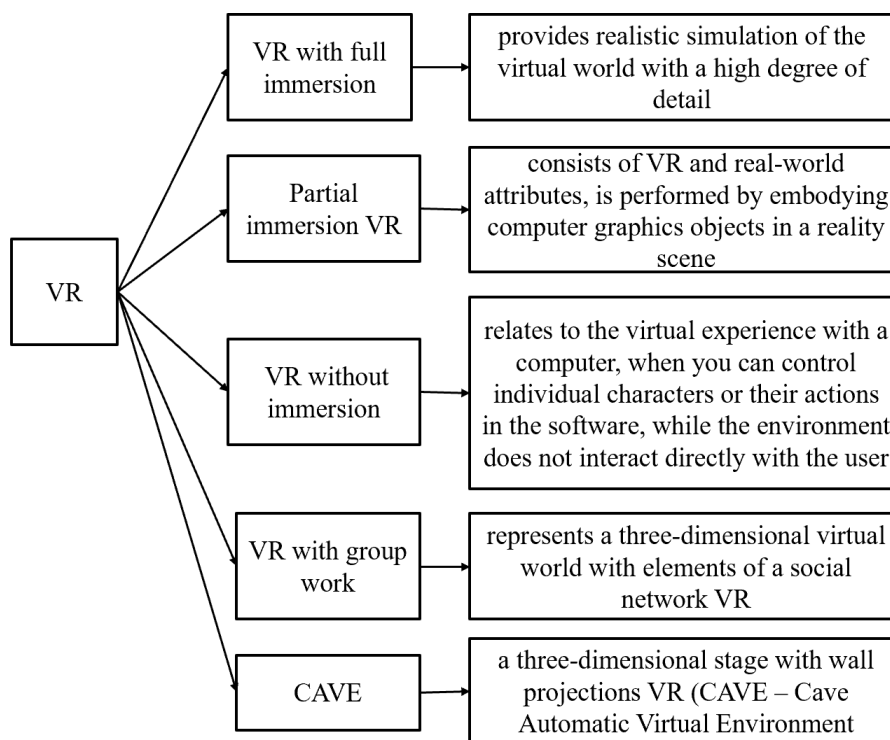 VR
VR with full
immersion
provides realistic simulation of the
virtual world with a high degree of
detail
Partial
immersion VR
consists of VR and real-world
attributes, is performed by embodying
computer graphics objects in a reality
scene
VR without
immersion
relates to the virtual experience with a
computer, when you can control
individual characters or their actions
in the software, while the environment
does not interact directly with the user
VR with group
work
represents a three-dimensional virtual
world with elements of a social
network VR
CAVE
a three-dimensional stage with wall
projections VR (CAVE – Cave
Automatic Virtual Environment